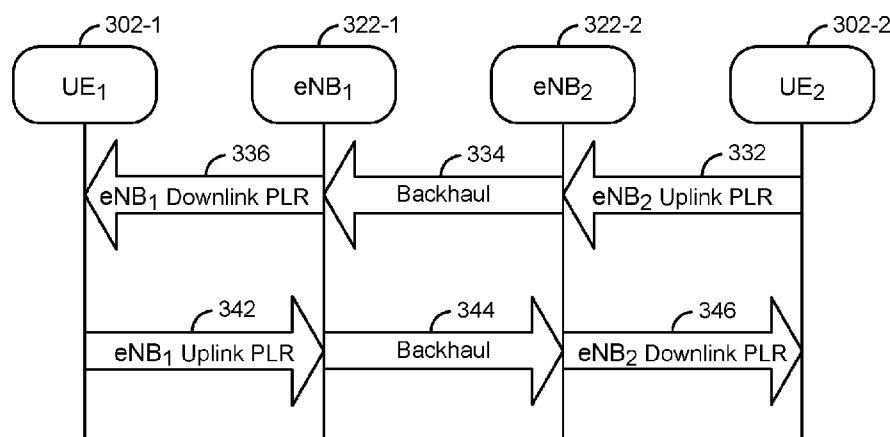 302-1 322-1 322-2 302-2
UE1 eNB1 eNB2 UE2
336 334 332
eNB1 Downlink PLR Backhaul eNB2 Uplink PLR
342 344 346
eNB1 Uplink PLR Backhaul eNB2 Downlink PLR